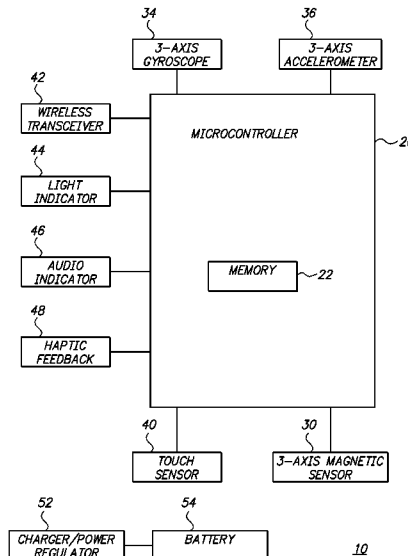 34
36
3-AXIS
GYROSCOPE
3-AXIS
ACCELEROMETER
42
WIRELESS
TRANSCEIVER
MICROCONTROLLER
44
LIGHT
INDICATOR
46
AUDIO
INDICATOR
MEMORY
22
48
HAPTIC
FEEDBACK
40
30
TOUCH
SENSOR
3-AXIS MAGNETIC
SENSOR
52
54
CHARGER/POWER
REGULATOR
BATTERY
10